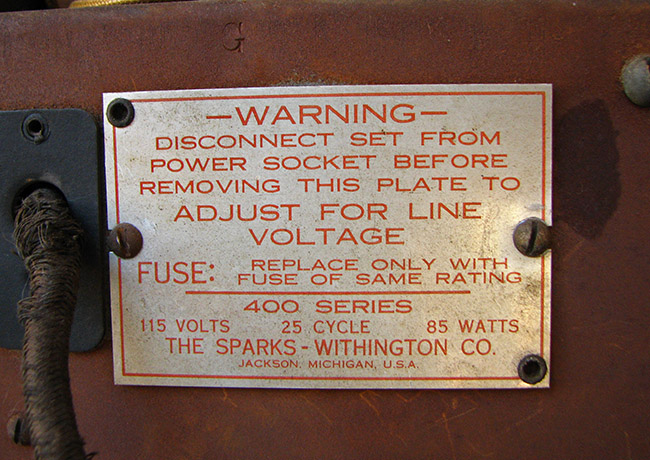 G
—WARNING—
DISCONNECT SET FROM
POWER SOCKET BEFORE
REMOVING THIS PLATE TO
ADJUST FOR LINE
VOLTAGE
FUSE: REPLACE ONLY WITH
FUSE OF SAME RATING
400 SERIES
115 VOLTS 25 CYCLE 85 WATTS
THE SPARKS-WITHINGTON CO.
JACKSON, MICHIGAN, U.S.A.